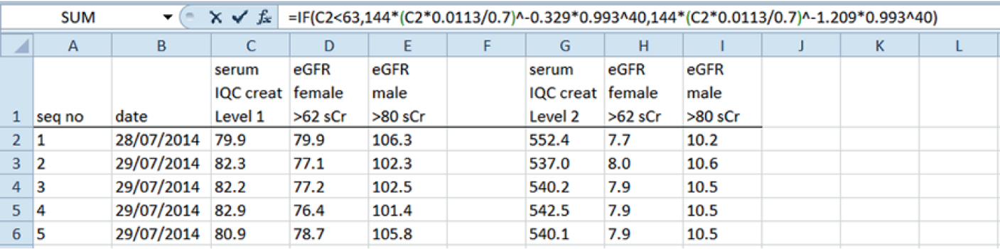 SUM =IF(C2<63,144*(C2*0.0113/0.7)^-0.329*0.993^40,144*(C2*0.0113/0.7)^-1.209*0.993^40)
A B C D E F G H I J K L
serum eGFR eGFR serum eGFR eGFR
IQC creat female male IQC creat female male
1 seq no date Level 1 >62 sCr >80 sCr Level 2 >62 sCr >80 sCr
2 1 28/07/2014 79.9 79.9 106.3 552.4 7.7 10.2
3 2 29/07/2014 82.3 77.1 102.3 537.0 8.0 10.6
4 3 29/07/2014 82.2 77.2 102.5 540.2 7.9 10.5
5 4 29/07/2014 82.9 76.4 101.4 542.5 7.9 10.5
6 5 29/07/2014 80.9 78.7 105.8 540.1 7.9 10.5